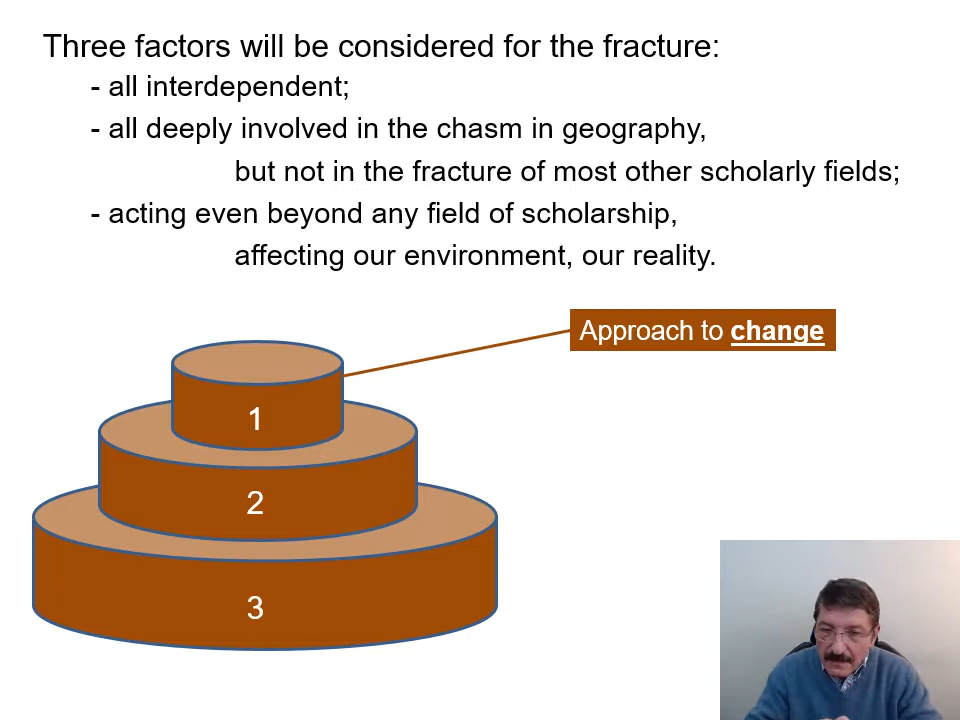 Three factors will be considered for the fracture:
- all interdependent;
- all deeply involved in the chasm in geography,
but not in the fracture of most other scholarly fields;
- acting even beyond any field of scholarship,
affecting our environment, our reality.
Approach to change
1
2
3